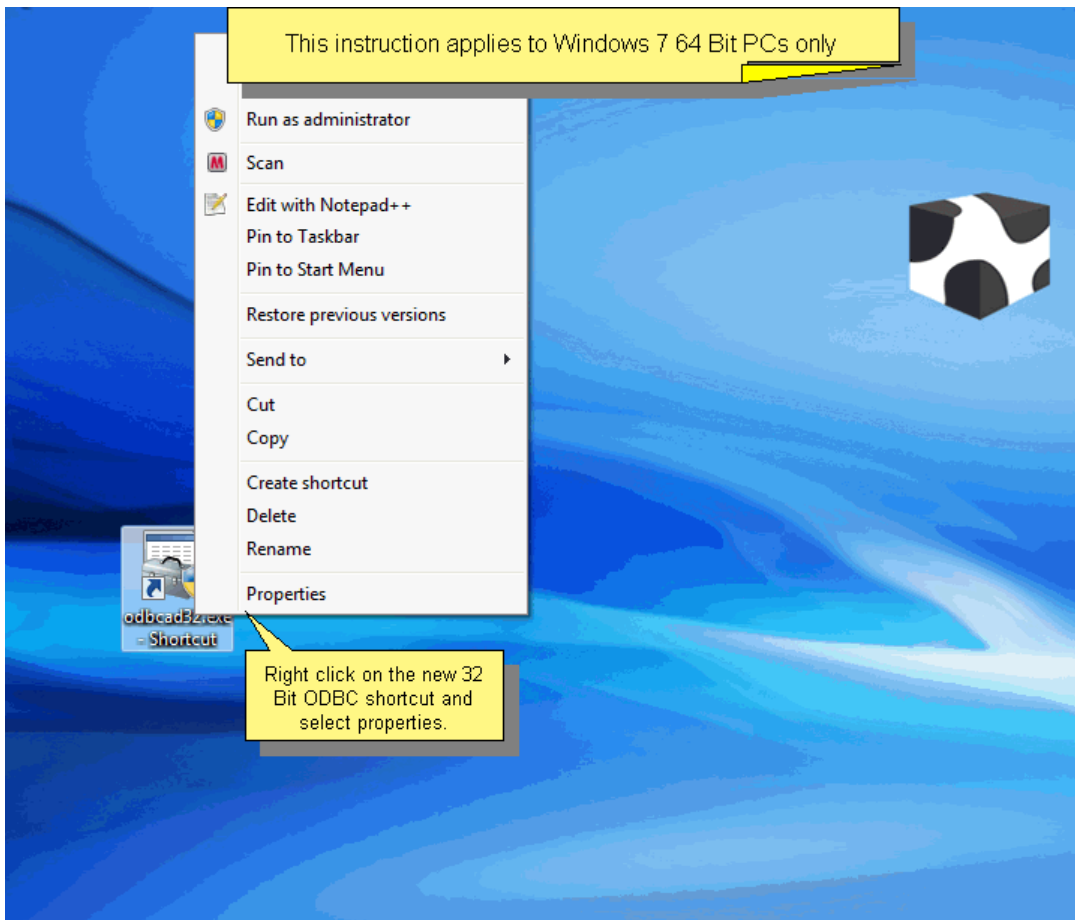 This instruction applies to Windows 7 64 Bit PCs only
Run as administrator
M Scan
Edit with Notepad++
Pin to Taskbar
Pin to Start Menu
Restore previous versions
Send to
Cut
Copy
Create shortcut
Delete
Rename
Properties
odbcad32.exe
- Shortcut
Right click on the new 32
Bit ODBC shortcut and
select properties.